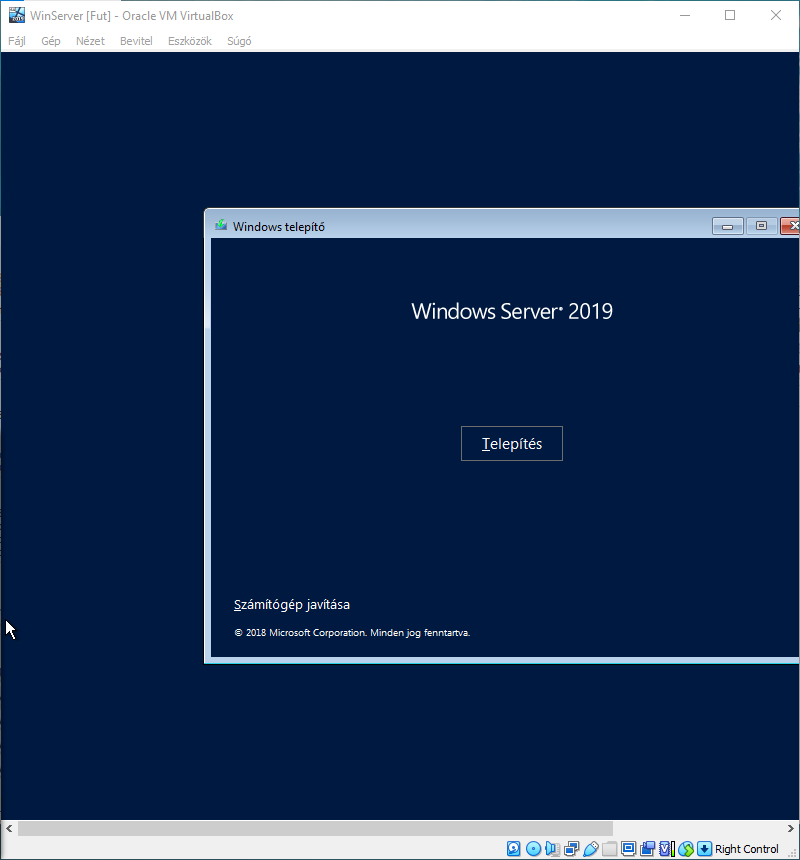 WinServer [Fut] - Oracle VM VirtualBox
Fájl Gép Nézet Bevitel Eszközök Súgó
Windows telepítő
Windows Server® 2019
Telepítés
Számítógép javítása
© 2018 Microsoft Corporation. Minden jog fenntartva.
Right Control